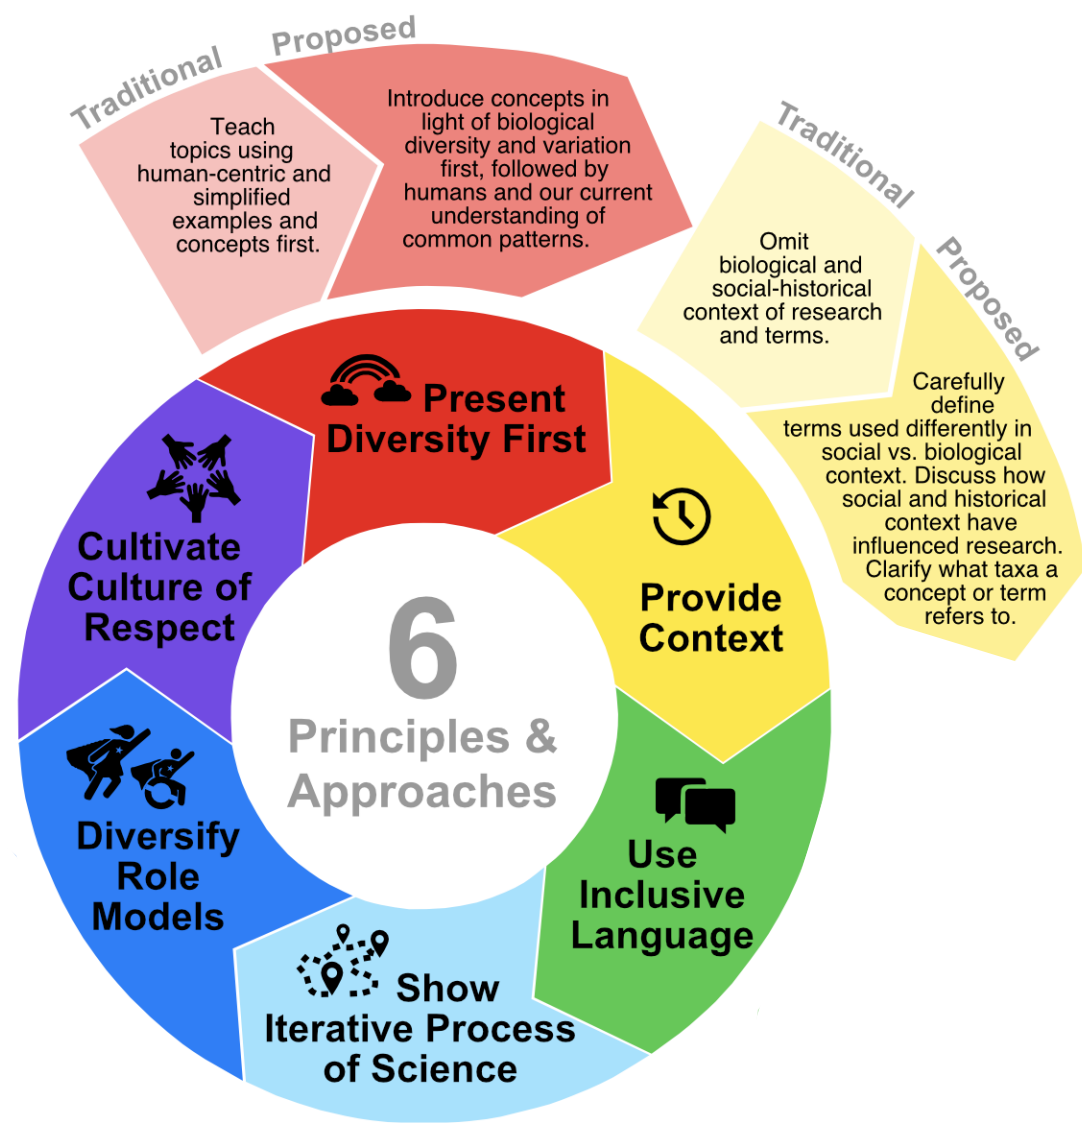 Traditional
Proposed
Teach
topics using
human-centric and
simplified
examples and
concepts first.
Introduce concepts in
light of biological
diversity and variation
first, followed by
humans and our current
understanding of
common patterns.
Traditional
Proposed
Omit
biological and
social-historical
context of research
and terms.
Carefully
define
terms used differently in
social vs. biological
context. Discuss how
social and historical
context have
influenced research.
Clarify what taxa a
concept or term
refers to.
Present
Diversity First
Provide
Context
Use
Inclusive
Language
Show
Iterative Process
of Science
Diversify
Role
Models
Cultivate
Culture of
Respect
6
Principles &
Approaches